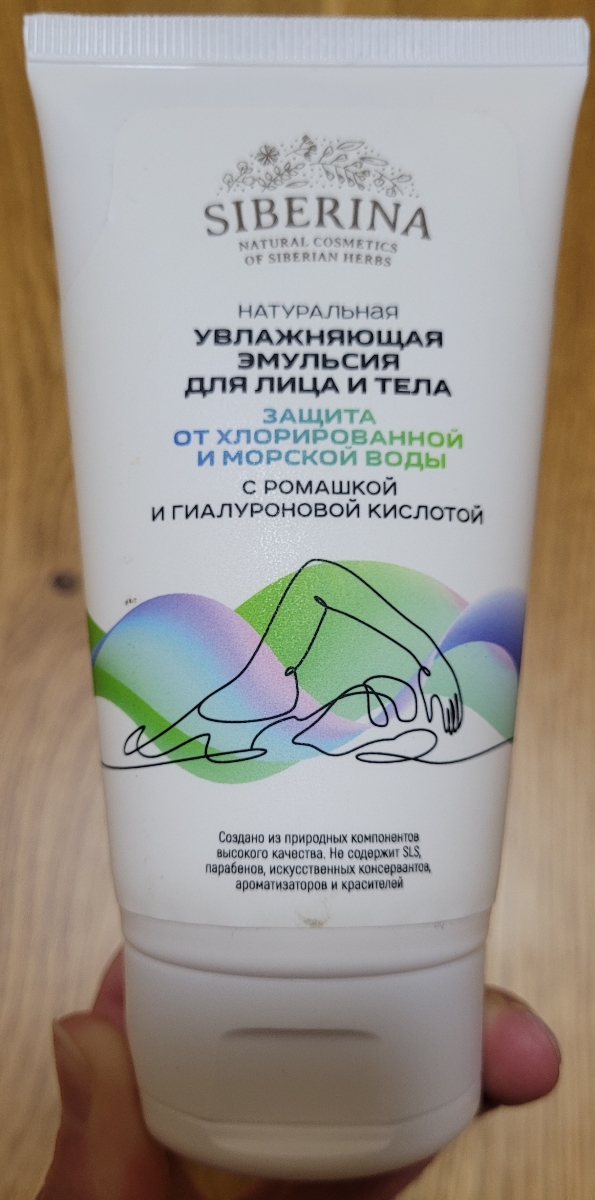 SIBERINA
NATURAL COSMETICS
OF SIBERIAN HERBS
НАТУРАЛЬНАЯ
УВЛАЖНЯЮЩАЯ
ЭМУЛЬСИЯ
ДЛЯ ЛИЦА И ТЕЛА
ЗАЩИТА
ОТ ХЛОРИРОВАННОЙ
И МОРСКОЙ ВОДЫ
С РОМАШКОЙ
И ГИАЛУРОНОВОЙ КИСЛОТОЙ
Создано из природных компонентов
высокого качества. Не содержит SLS,
парабенов, искусственных консервантов,
ароматизаторов и красителей